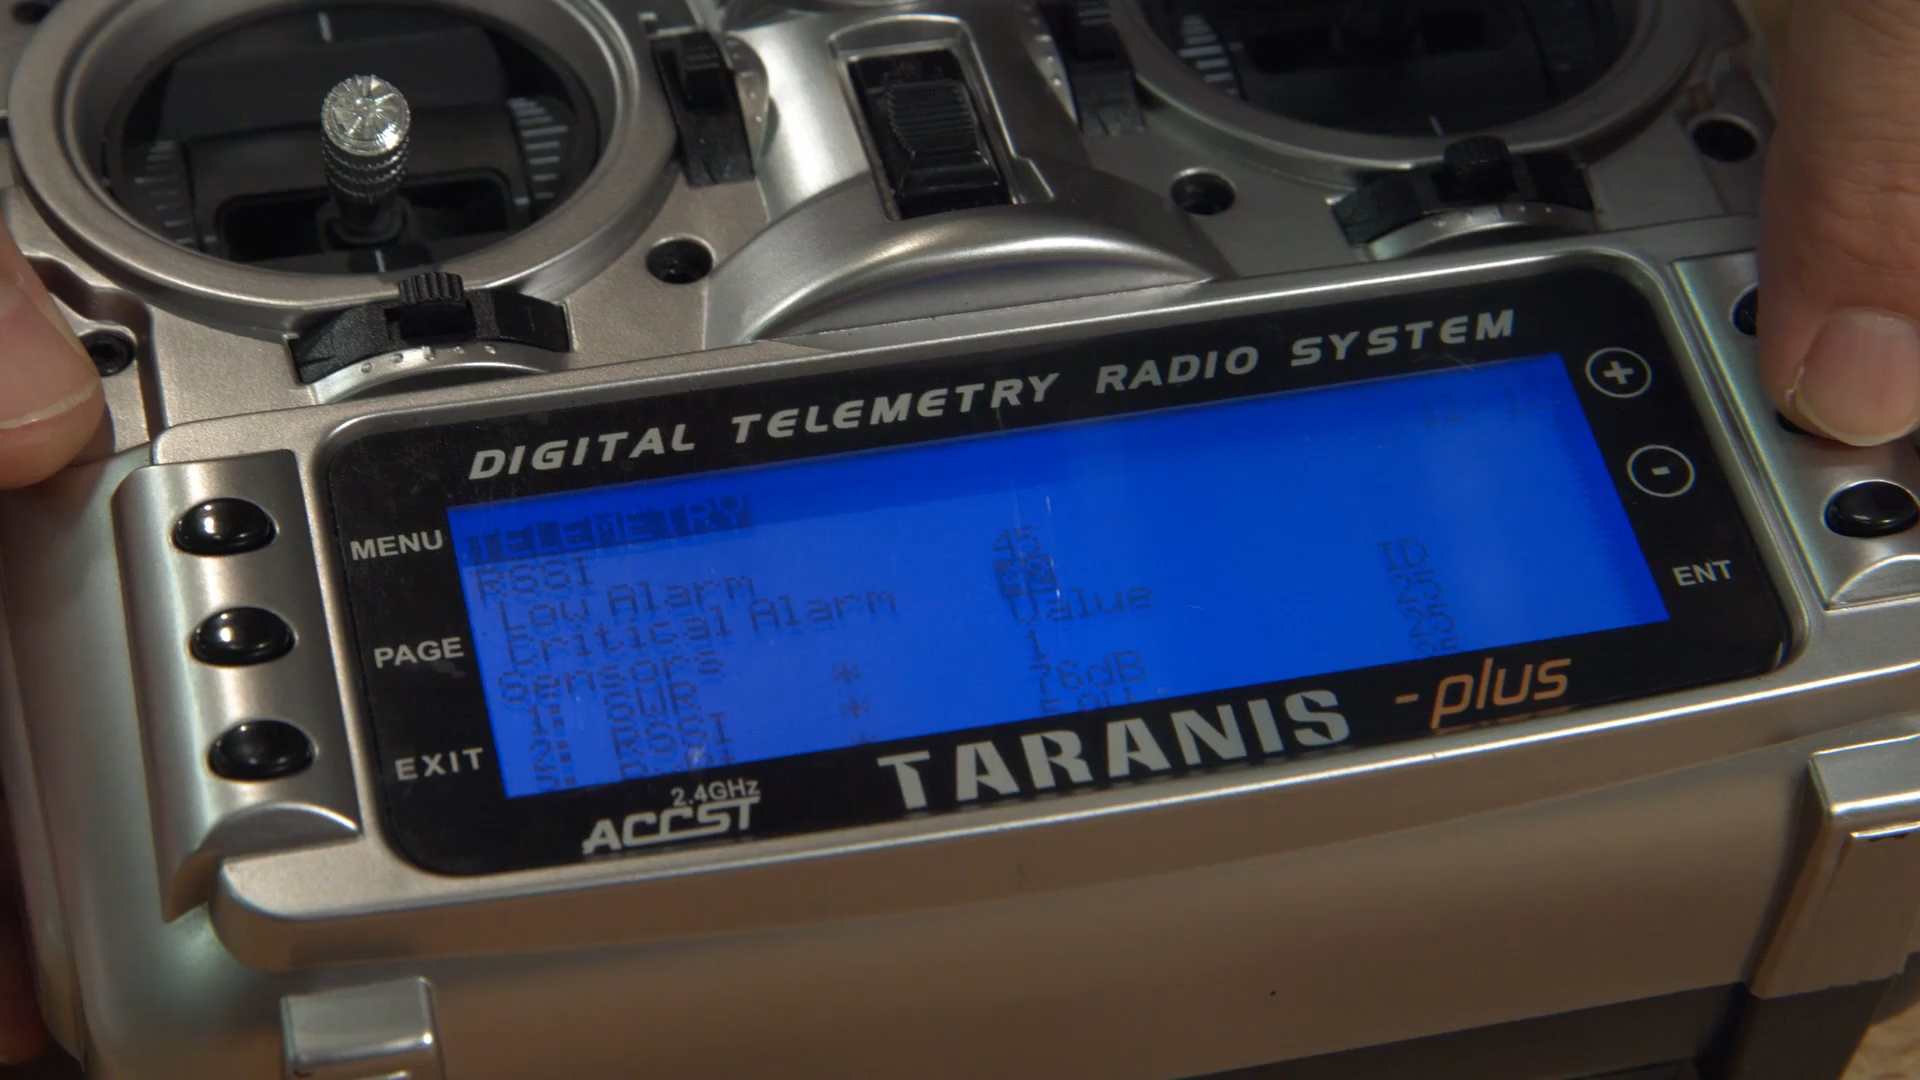 DIGITAL TELEMETRY RADIO SYSTEM
+
-
MENU
PAGE
EXIT
ENT
TELEMETRY
RSSI
Low Alarm 45
Critical Alarm
Sensors Value ID
1: SWR * 1
2: RSSI * 76dB
2.4GHz
ACCST
TARANIS -plus